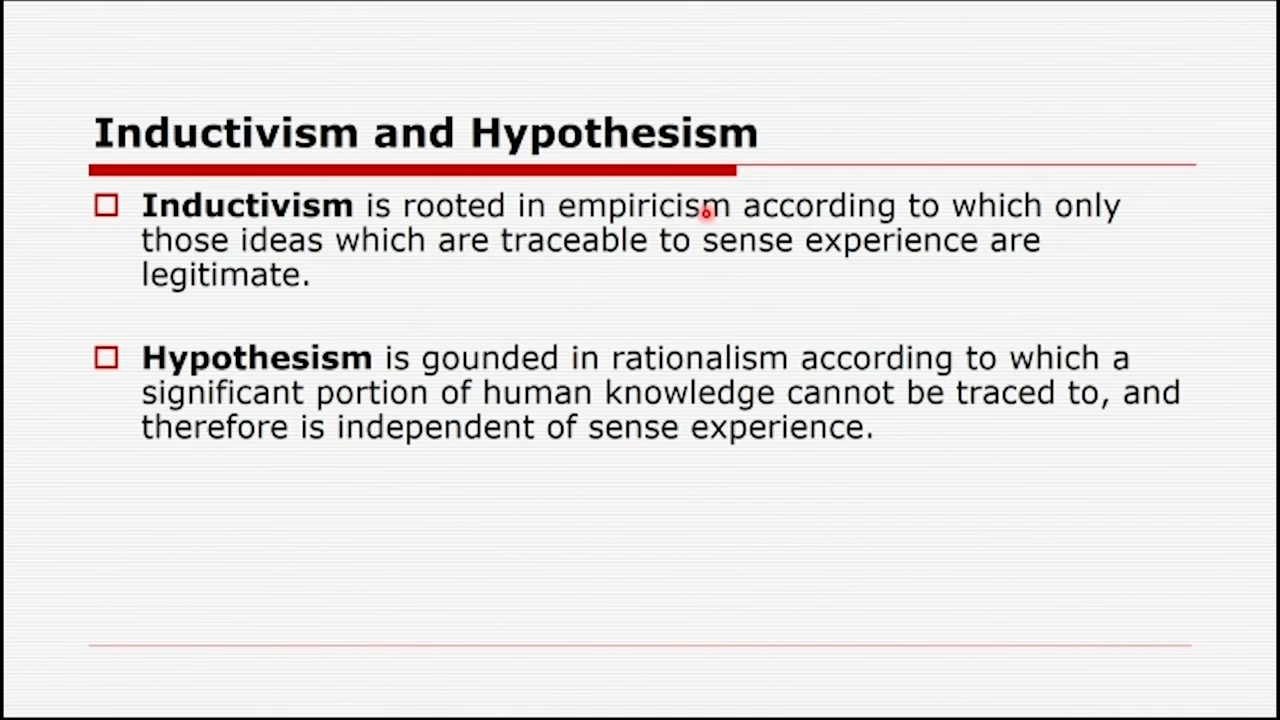 Inductivism and Hypothesism
Inductivism is rooted in empiricism according to which only
those ideas which are traceable to sense experience are
legitimate.
Hypothesism is gounded in rationalism according to which a
significant portion of human knowledge cannot be traced to, and
therefore is independent of sense experience.